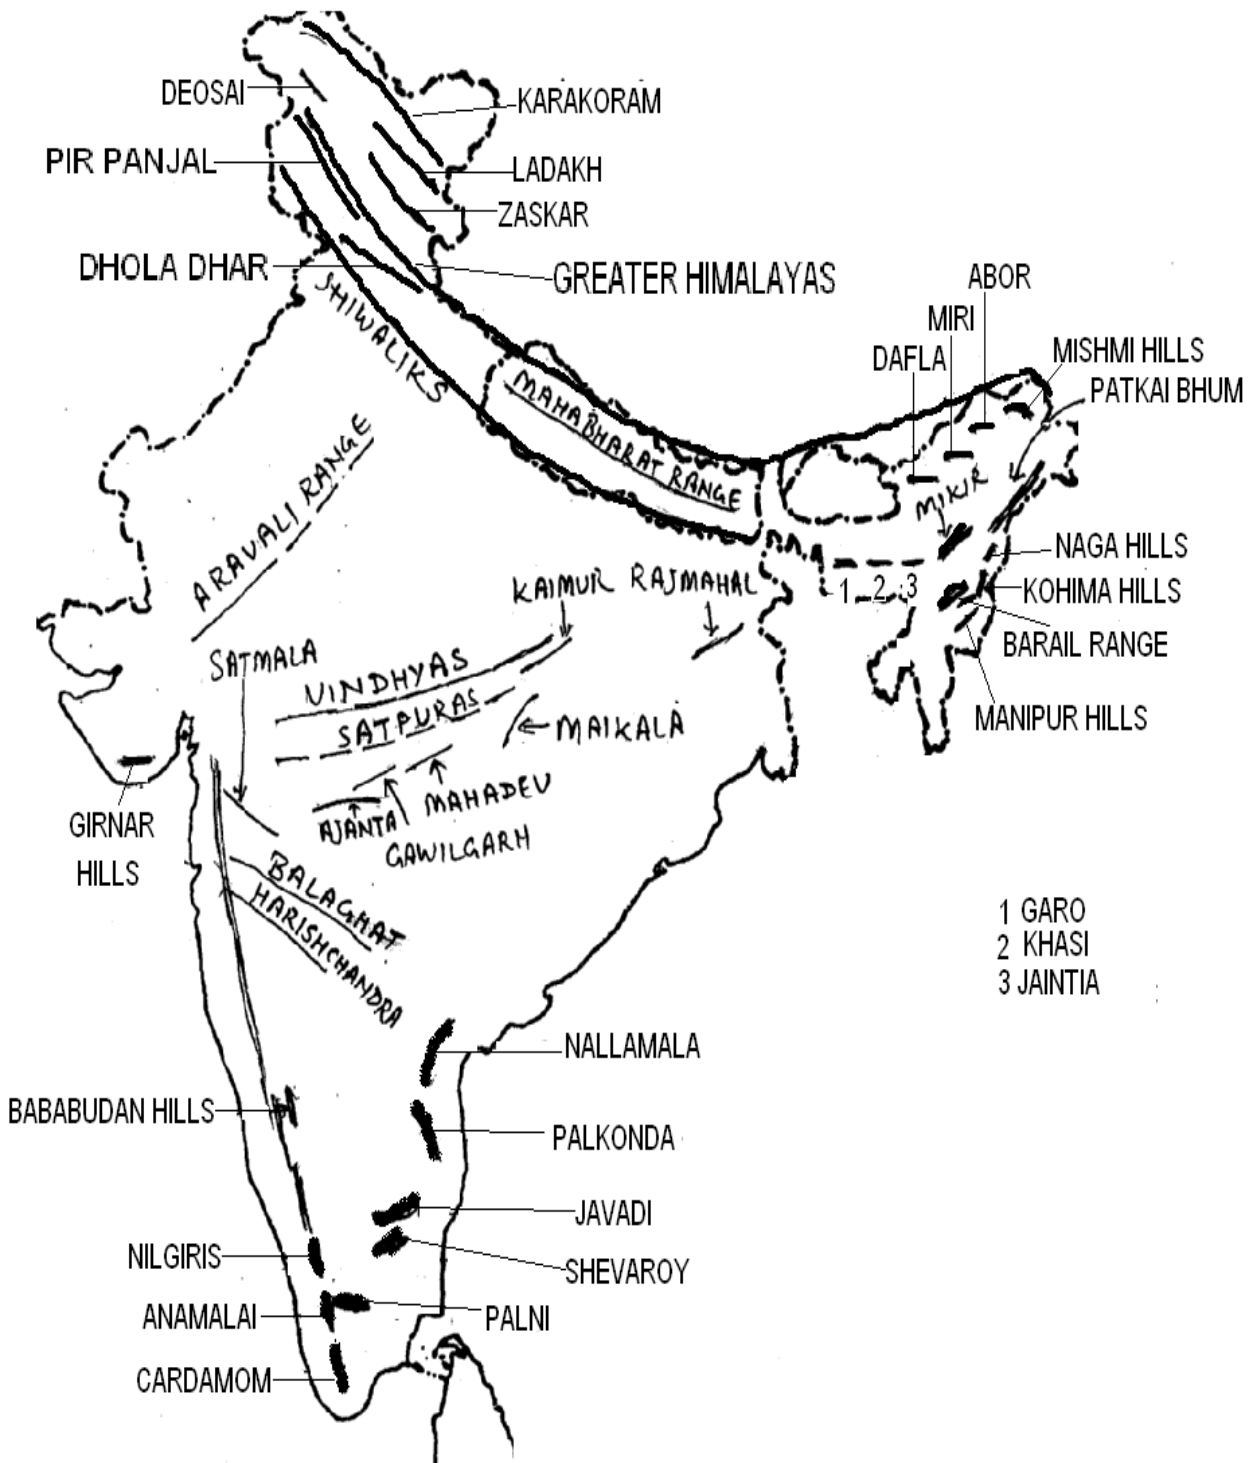 DEOSAI
KARAKORAM
PIR PANJAL
LADAKH
ZASKAR
DHOLA DHAR
GREATER HIMALAYAS
SHIWALIKS
ABOR
MIRI
DAFLA
MISHMI HILLS
PATKAI BHUM
MAHABHARAT RANGE
MIKIR
ARAVALI RANGE
NAGA HILLS
KOHIMA HILLS
BARAIL RANGE
MANIPUR HILLS
1 2 3
KAIMUR RAJMAHAL
SATMALA
VINDHYAS
SATPURAS
MAIKALA
MAHADEV
AJANTA
GAWILGARH
GIRNAR
HILLS
BALAGHAT
HARISHCHANDRA
1 GARO
2 KHASI
3 JAINTIA
NALLAMALA
BABABUDAN HILLS
PALKONDA
JAVADI
NILGIRIS
SHEVAROY
ANAMALAI
PALNI
CARDAMOM